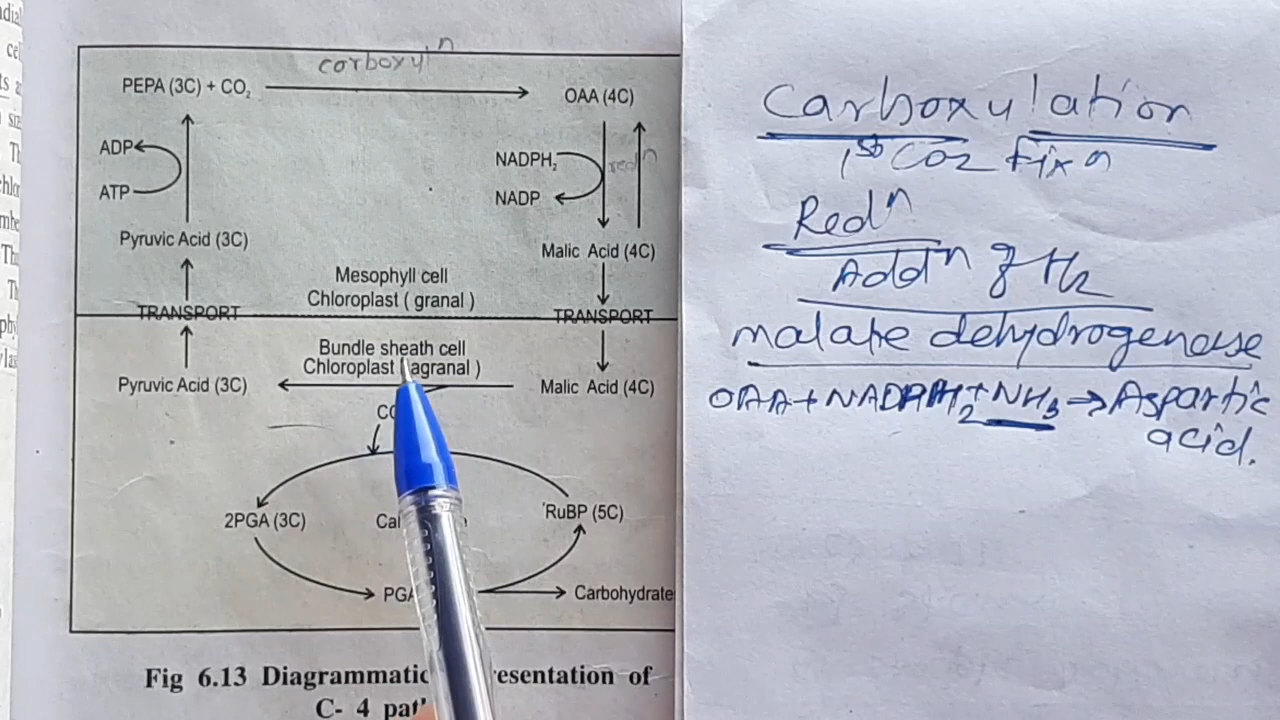 carboxylⁿ
PEPA (3C) + CO₂
OAA (4C)
ADP
ATP
NADPH₂
redⁿ
NADP
Pyruvic Acid (3C)
Malic Acid (4C)
Mesophyll cell
Chloroplast ( granal )
TRANSPORT
TRANSPORT
Bundle sheath cell
Chloroplast agranal )
Pyruvic Acid (3C)
Malic Acid (4C)
2PGA (3C)
RuBP (5C)
Carbohydrate
Fig 6.13 Diagrammatic of
C- 4
Carboxylation
1st CO2 Fixⁿ
Redⁿ
Addⁿ of H₂
malate dehydrogenase
OAA + NADPH₂ + NH₃ → Aspartic
acid.